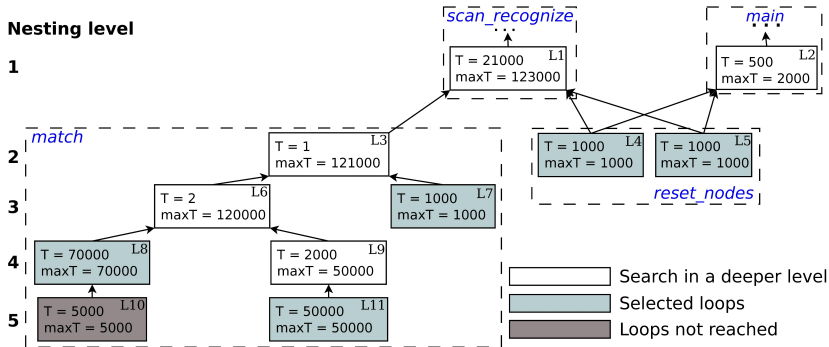 scan_recognize
...
main
...
Nesting level
1
L1
T = 21000
maxT = 123000
L2
T = 500
maxT = 2000
match
2
L3
T = 1
maxT = 121000
L4
T = 1000
maxT = 1000
L5
T = 1000
maxT = 1000
reset_nodes
3
L6
T = 2
maxT = 120000
L7
T = 1000
maxT = 1000
4
L8
T = 70000
maxT = 70000
L9
T = 2000
maxT = 50000
5
L10
T = 5000
maxT = 5000
L11
T = 50000
maxT = 50000
Search in a deeper level
Selected loops
Loops not reached